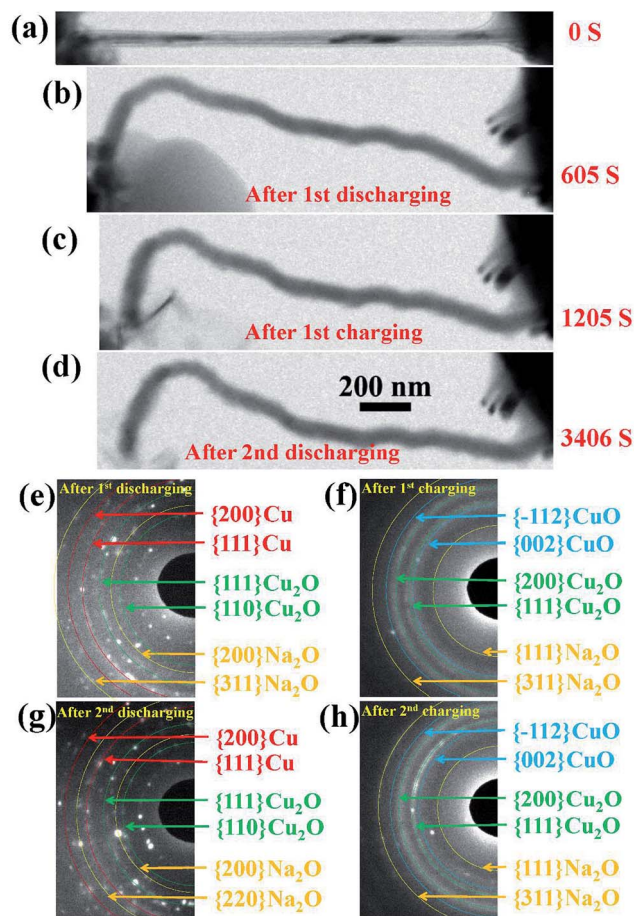 (a)
0 S
(b)
After 1st discharging
605 S
(c)
After 1st charging
1205 S
(d)
200 nm
After 2nd discharging
3406 S
(e)
After 1st discharging
{200}Cu
{111}Cu
{111}Cu₂O
{110}Cu₂O
{200}Na₂O
{311}Na₂O
(f)
After 1st charging
{-112}CuO
{002}CuO
{200}Cu₂O
{111}Cu₂O
{111}Na₂O
{311}Na₂O
(g)
After 2nd discharging
{200}Cu
{111}Cu
{111}Cu₂O
{110}Cu₂O
{200}Na₂O
{220}Na₂O
(h)
After 2nd charging
{-112}CuO
{002}CuO
{200}Cu₂O
{111}Cu₂O
{111}Na₂O
{311}Na₂O